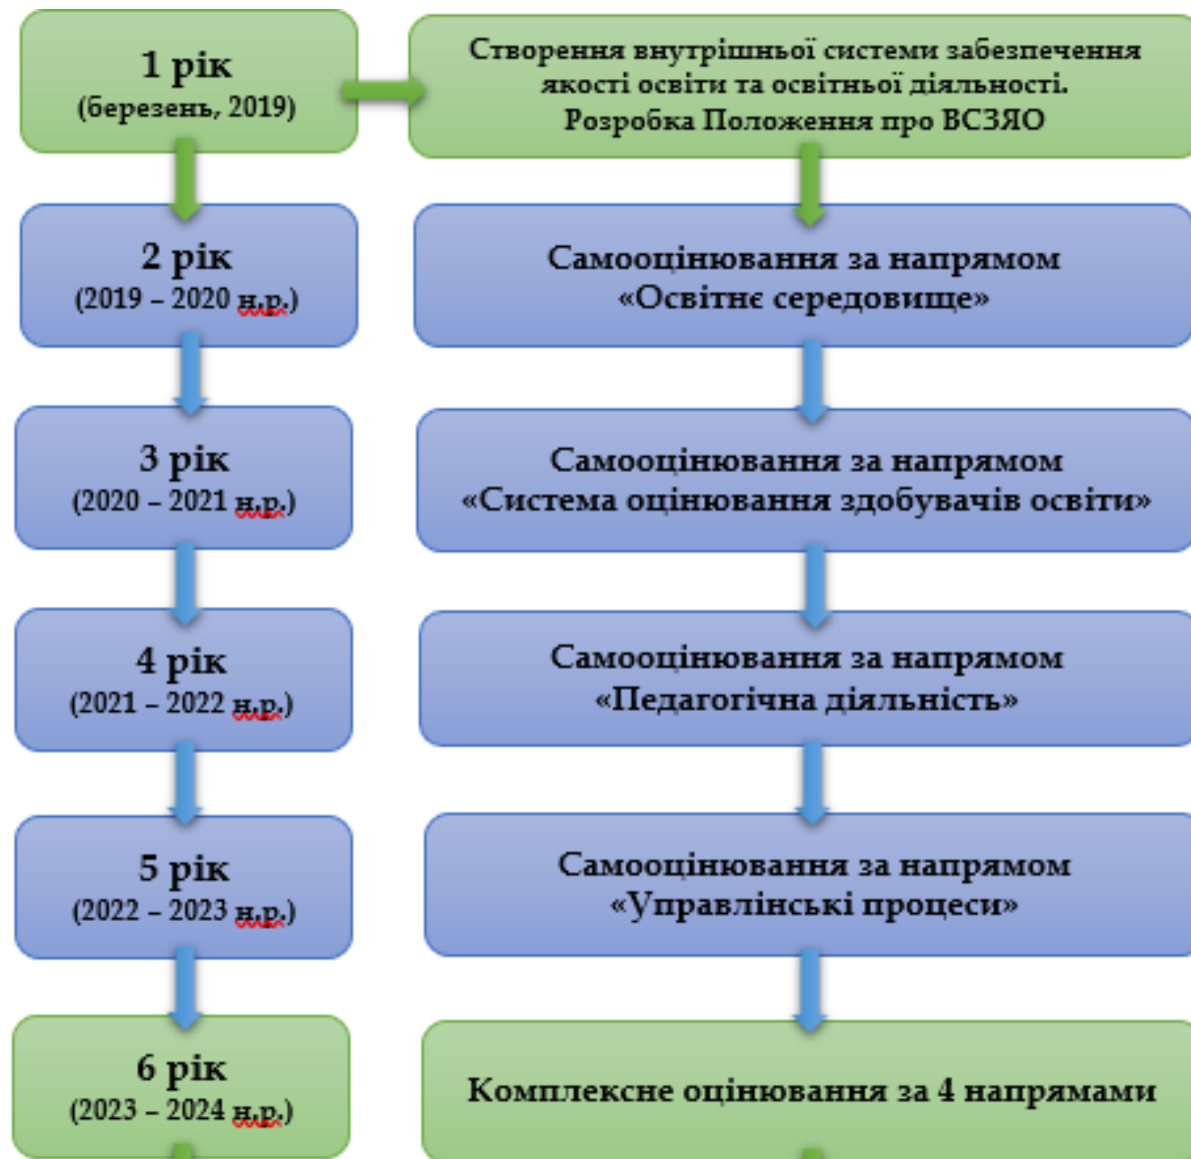 1 рік
(березень, 2019)
Створення внутрішньої системи забезпечення
якості освіти та освітньої діяльності.
Розробка Положення про ВСЗЯО
2 рік
(2019 – 2020 н.р.)
Самооцінювання за напрямом
«Освітнє середовище»
3 рік
(2020 – 2021 н.р.)
Самооцінювання за напрямом
«Система оцінювання здобувачів освіти»
4 рік
(2021 – 2022 н.р.)
Самооцінювання за напрямом
«Педагогічна діяльність»
5 рік
(2022 – 2023 н.р.)
Самооцінювання за напрямом
«Управлінські процеси»
6 рік
(2023 – 2024 н.р.)
Комплексне оцінювання за 4 напрямами